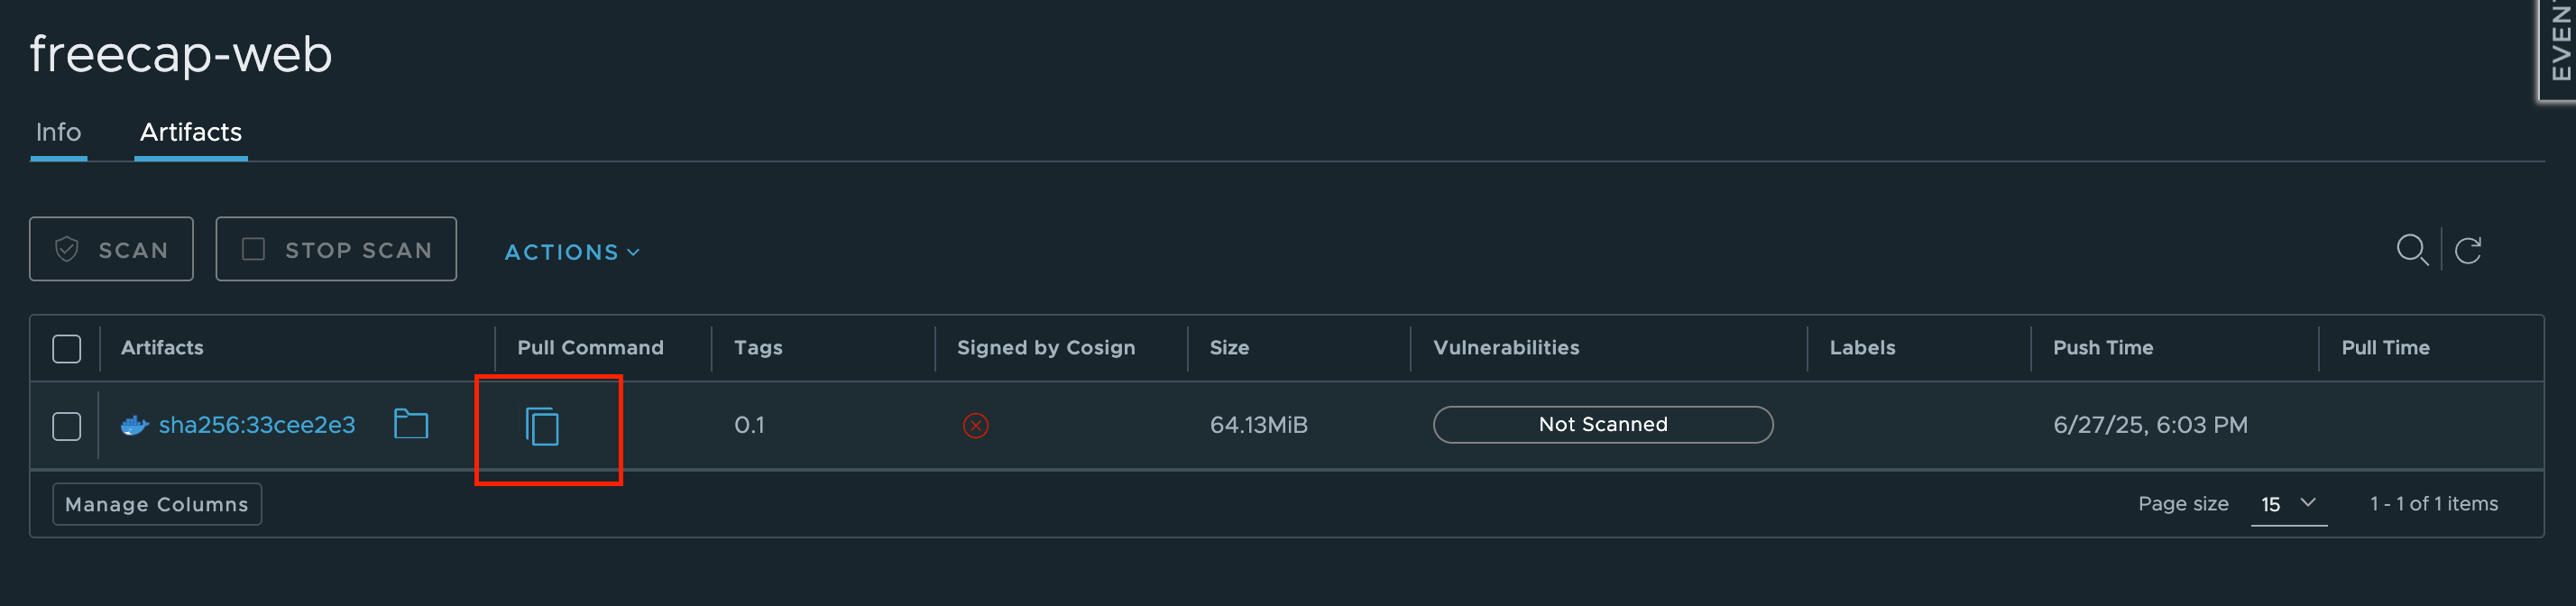 freecap-web
EVENT
Info Artifacts
SCAN STOP SCAN ACTIONS
Artifacts Pull Command Tags Signed by Cosign Size Vulnerabilities Labels Push Time Pull Time
sha256:33cee2e3 0.1 64.13MiB Not Scanned 6/27/25, 6:03 PM
Manage Columns Page size 15 1 - 1 of 1 items